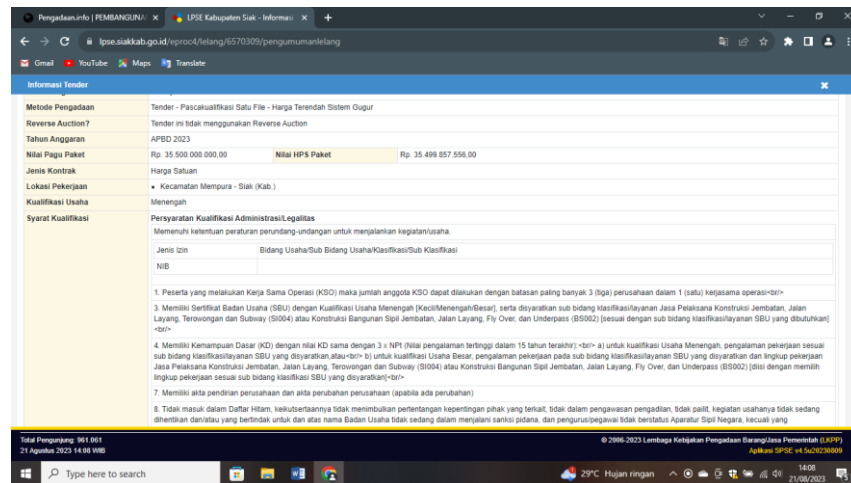 Pengadaan.info | PEMBANGUNA
LPSE Kabupaten Siak - Informasi
lpse.siakkab.go.id/eproc4/lelang/6570309/pengumumanlelang
Gmail
YouTube
Maps
Translate
Informasi Tender
Metode Pengadaan Tender - Pascakualifikasi Satu File - Harga Terendah Sistem Gugur
Reverse Auction? Tender ini tidak menggunakan Reverse Auction
Tahun Anggaran APBD 2023
Nilai Pagu Paket Rp. 35.500.000.000,00 Nilai HPS Paket Rp. 35.499.857.556,00
Jenis Kontrak Harga Satuan
Lokasi Pekerjaan Kecamatan Mempura - Siak (Kab.)
Kualifikasi Usaha Menengah
Syarat Kualifikasi Persyaratan Kualifikasi Administrasi/Legalitas
Memenuhi ketentuan peraturan perundang-undangan untuk menjalankan kegiatan/usaha.
Jenis Izin Bidang Usaha/Sub Bidang Usaha/Klasifikasi/Sub Klasifikasi
NIB
1. Peserta yang melakukan Kerja Sama Operasi (KSO) maka jumlah anggota KSO dapat dilakukan dengan batasan paling banyak 3 (tiga) perusahaan dalam 1 (satu) kerjasama operasi<br/>
3. Memiliki Sertifikat Badan Usaha (SBU) dengan Kualifikasi Usaha Menengah [Kecil/Menengah/Besar], serta disyaratkan sub bidang klasifikasi/layanan Jasa Pelaksana Konstruksi Jembatan, Jalan
Layang, Terowongan dan Subway (SI004) atau Konstruksi Bangunan Sipil Jembatan, Jalan Layang, Fly Over, dan Underpass (BS002) [sesuai dengan sub bidang klasifikasi/layanan SBU yang dibutuhkan]
<br/>
4. Memiliki Kemampuan Dasar (KD) dengan nilai KD sama dengan 3 x NPt (Nilai pengalaman tertinggi dalam 15 tahun terakhir):<br/> a) untuk kualifikasi Usaha Menengah, pengalaman pekerjaan sesuai
sub bidang klasifikasi/layanan SBU yang disyaratkan,atau<br/> b) untuk kualifikasi Usaha Besar, pengalaman pekerjaan pada sub bidang klasifikasi/layanan SBU yang disyaratkan dan lingkup pekerjaan
Jasa Pelaksana Konstruksi Jembatan, Jalan Layang, Terowongan dan Subway (SI004) atau Konstruksi Bangunan Sipil Jembatan, Jalan Layang, Fly Over, dan Underpass (BS002) [diisi dengan memilih
lingkup pekerjaan sesuai sub bidang klasifikasi SBU yang disyaratkan]<br/>
7. Memiliki akta pendirian perusahaan dan akta perubahan perusahaan (apabila ada perubahan)
8. Tidak masuk dalam Daftar Hitam, keikutsertaannya tidak menimbulkan pertentangan kepentingan pihak yang terkait, tidak dalam pengawasan pengadilan, tidak pailit, kegiatan usahanya tidak sedang
dihentikan dan/atau yang bertindak untuk dan atas nama Badan Usaha tidak sedang dalam menjalani sanksi pidana, dan pengurus/pegawai tidak berstatus Aparatur Sipil Negara, kecuali yang
Total Pengunjung: 961.061
21 Agustus 2023 14:08 WIB
© 2006-2023 Lembaga Kebijakan Pengadaan Barang/Jasa Pemerintah (LKPP)
Aplikasi SPSE v4.5u20230809
Type here to search
29°C Hujan ringan
14:08
21/08/2023